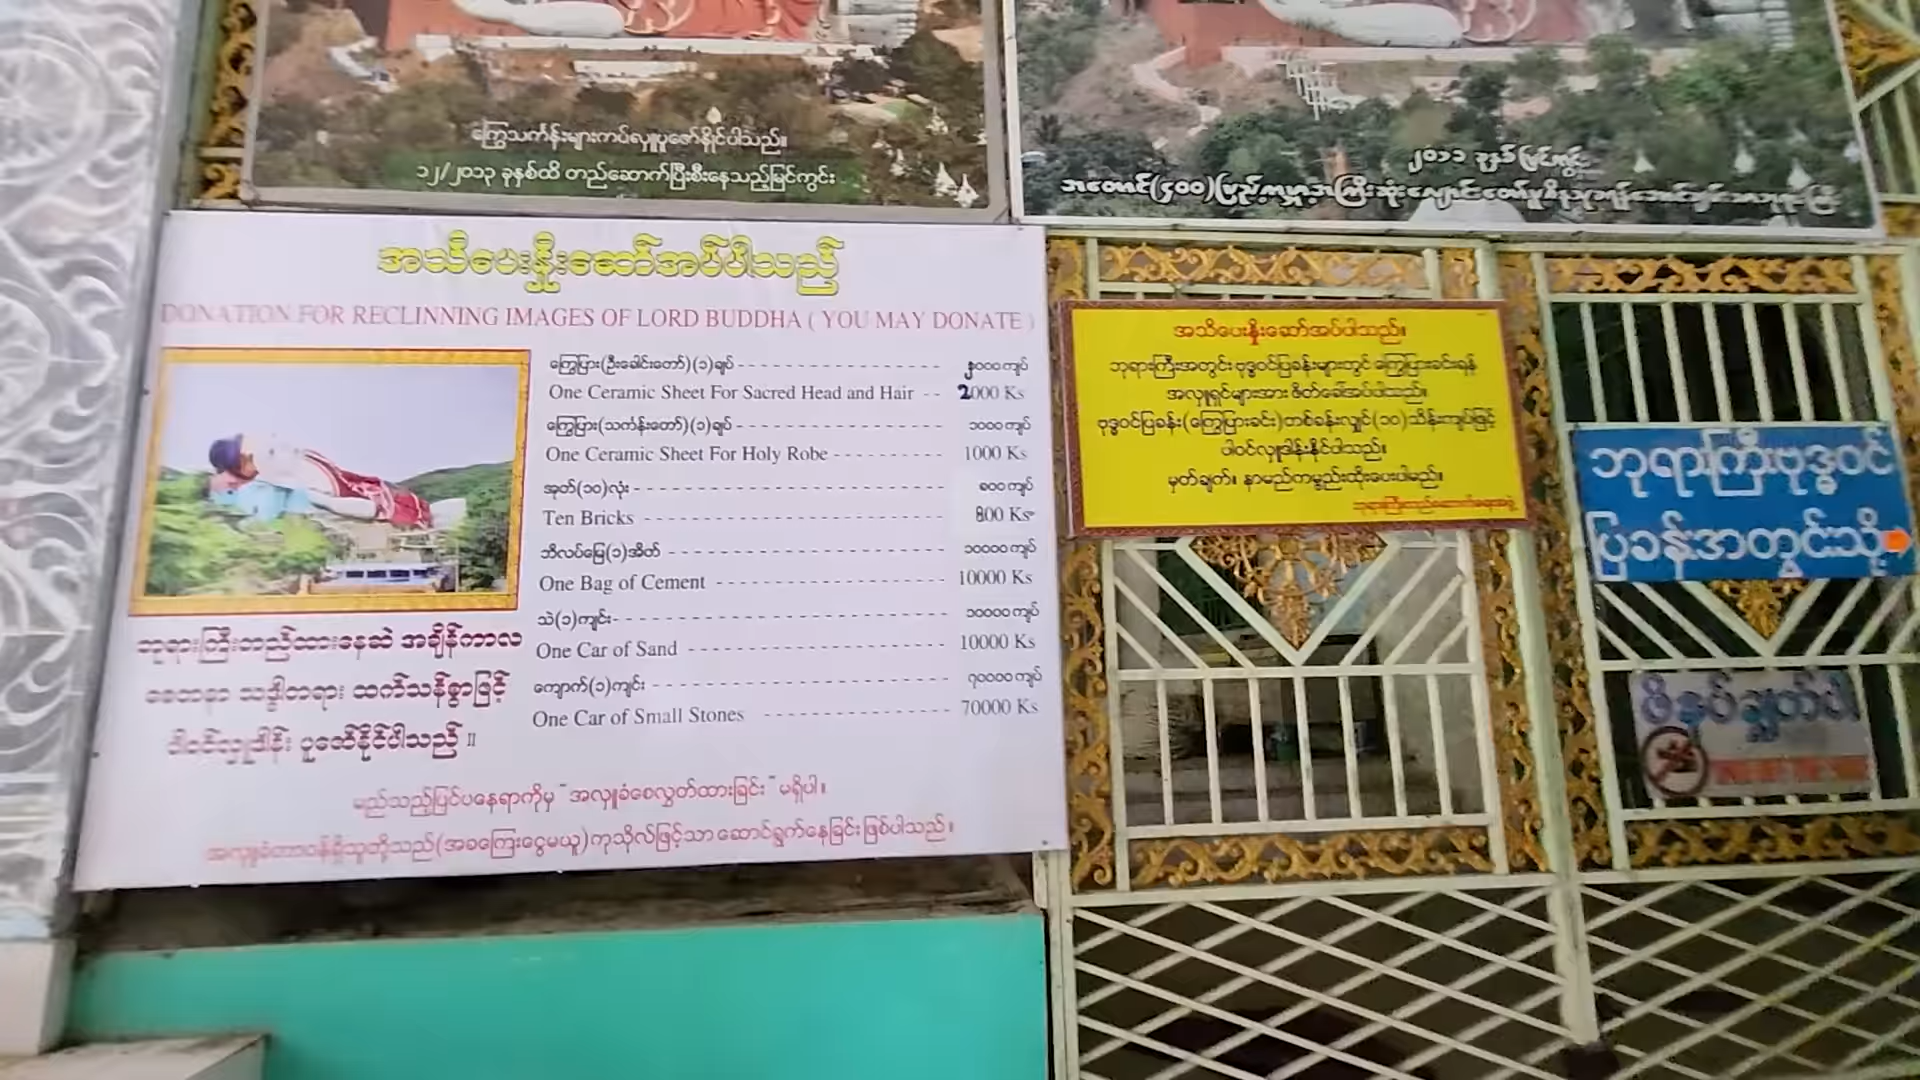 ကြွေသင်္ကန်းများကပ်လှူပူဇော်နိုင်ပါသည်။
၁၂/၂၀၁၃ ခုနှစ်ထိ တည်ဆောက်ပြီးစီးနေသည့်မြင်ကွင်း
၂၀၁၁ ခုနှစ် မြင်ကွင်း
အသိပေးနှိုးဆော်အပ်ပါသည်
DONATION FOR RECLINNING IMAGES OF LORD BUDDHA ( YOU MAY DONATE )
ကြွေပြား(ဦးခေါင်းတော်)(၁)ချပ် ၂၀၀၀ ကျပ်
One Ceramic Sheet For Sacred Head and Hair -- 2000 Ks
ကြွေပြား(သင်္ကန်းတော်)(၁)ချပ် ၁၀၀၀ ကျပ်
One Ceramic Sheet For Holy Robe 1000 Ks
အုတ်(၁၀)လုံး ၈၀၀ ကျပ်
Ten Bricks 800 Ks
ဘိလပ်မြေ(၁)အိတ် ၁၀၀၀၀ ကျပ်
One Bag of Cement 10000 Ks
သဲ(၁)ကျင်း ၁၀၀၀၀ ကျပ်
One Car of Sand 10000 Ks
ကျောက်(၁)ကျင်း ၇၀၀၀၀ ကျပ်
One Car of Small Stones 70000 Ks
ဘုရားကြီးတည်ထားနေဆဲ အချိန်ကာလ
စေတနာ သဒ္ဓါတရား ထက်သန်စွာဖြင့်
ပါဝင်လှူဒါန်း ပူဇော်နိုင်ပါသည် ။
မည်သည့်ပြင်ပနေရာကိုမှ "အလှူခံစေလွှတ်ထားခြင်း" မရှိပါ။
အလှူခံတာဝန်ရှိသူတို့သည်(အခကြေးငွေမယူ)ကုသိုလ်ဖြင့်သာ ဆောင်ရွက်နေခြင်း ဖြစ်ပါသည်။
အသိပေးနှိုးဆော်အပ်ပါသည်။
ဘုရားကြီးအတွင်း ဗုဒ္ဓဝင်ပြခန်းများတွင် ကြွေပြားခင်းရန်
အလှူရှင်များအား ဖိတ်ခေါ်အပ်ပါသည်။
ဗုဒ္ဓဝင်ပြခန်း(ကြွေပြားခင်း)တစ်ခန်းလျှင်(၁၀)သိန်းကျပ်ဖြင့်
ပါဝင်လှူဒါန်းနိုင်ပါသည်။
မှတ်ချက်။ နာမည်ကမ္ပည်းထိုးပေးပါမည်။
ဘုရားကြီးဗုဒ္ဓဝင်
ပြခန်းအတွင်းသို့
ဖိနပ်ချွတ်ပါ